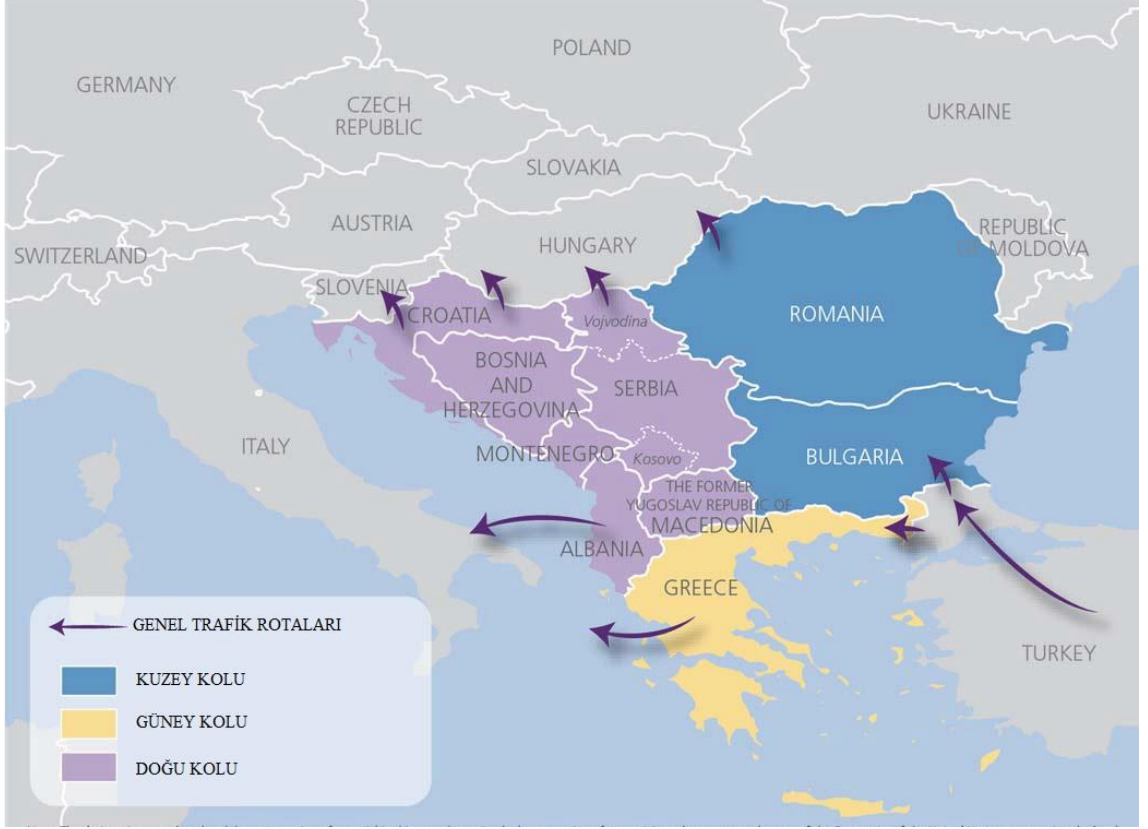 POLAND
GERMANY
CZECH
REPUBLIC
UKRAINE
SLOVAKIA
AUSTRIA
REPUBLIC
OF MOLDOVA
HUNGARY
SWITZERLAND
SLOVENIA
CROATIA
Vojvodina
ROMANIA
BOSNIA
AND
HERZEGOVINA
SERBIA
ITALY
MONTENEGRO
Kosovo
BULGARIA
THE FORMER
YUGOSLAV REPUBLIC OF
MACEDONIA
ALBANIA
GREECE
TURKEY
GENEL TRAFİK ROTALARI
KUZEY KOLU
GÜNEY KOLU
DOĞU KOLU